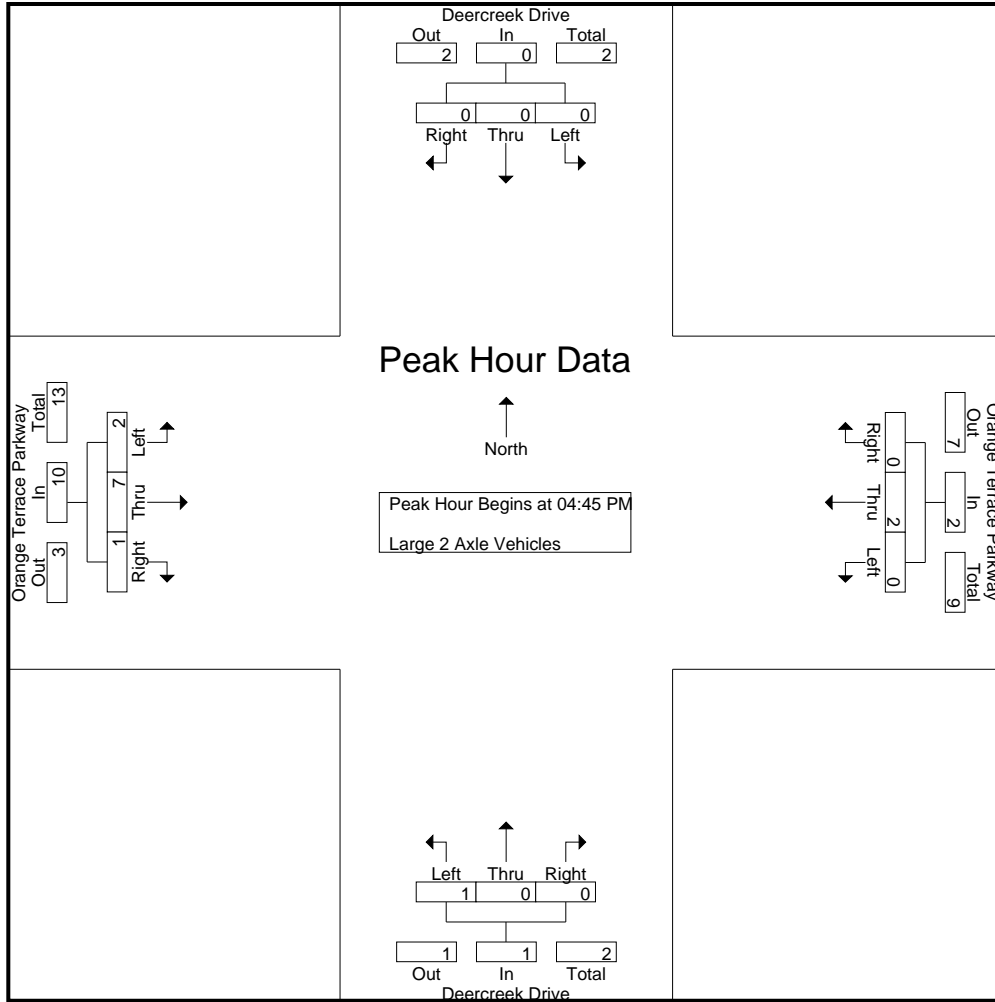 Deercreek Drive
Out In Total
2 0 2
0 0 0
Right Thru Left
Peak Hour Data
North
Peak Hour Begins at 04:45 PM
Large 2 Axle Vehicles
Orange Terrace Parkway
Out In Total
3 10 13
1 7 2
Right Thru Left
Orange Terrace Parkway
Out In Total
7 2 9
0 2 0
Right Thru Left
Left Thru Right
1 0 0
1 1 2
Out In Total
Deercreek Drive